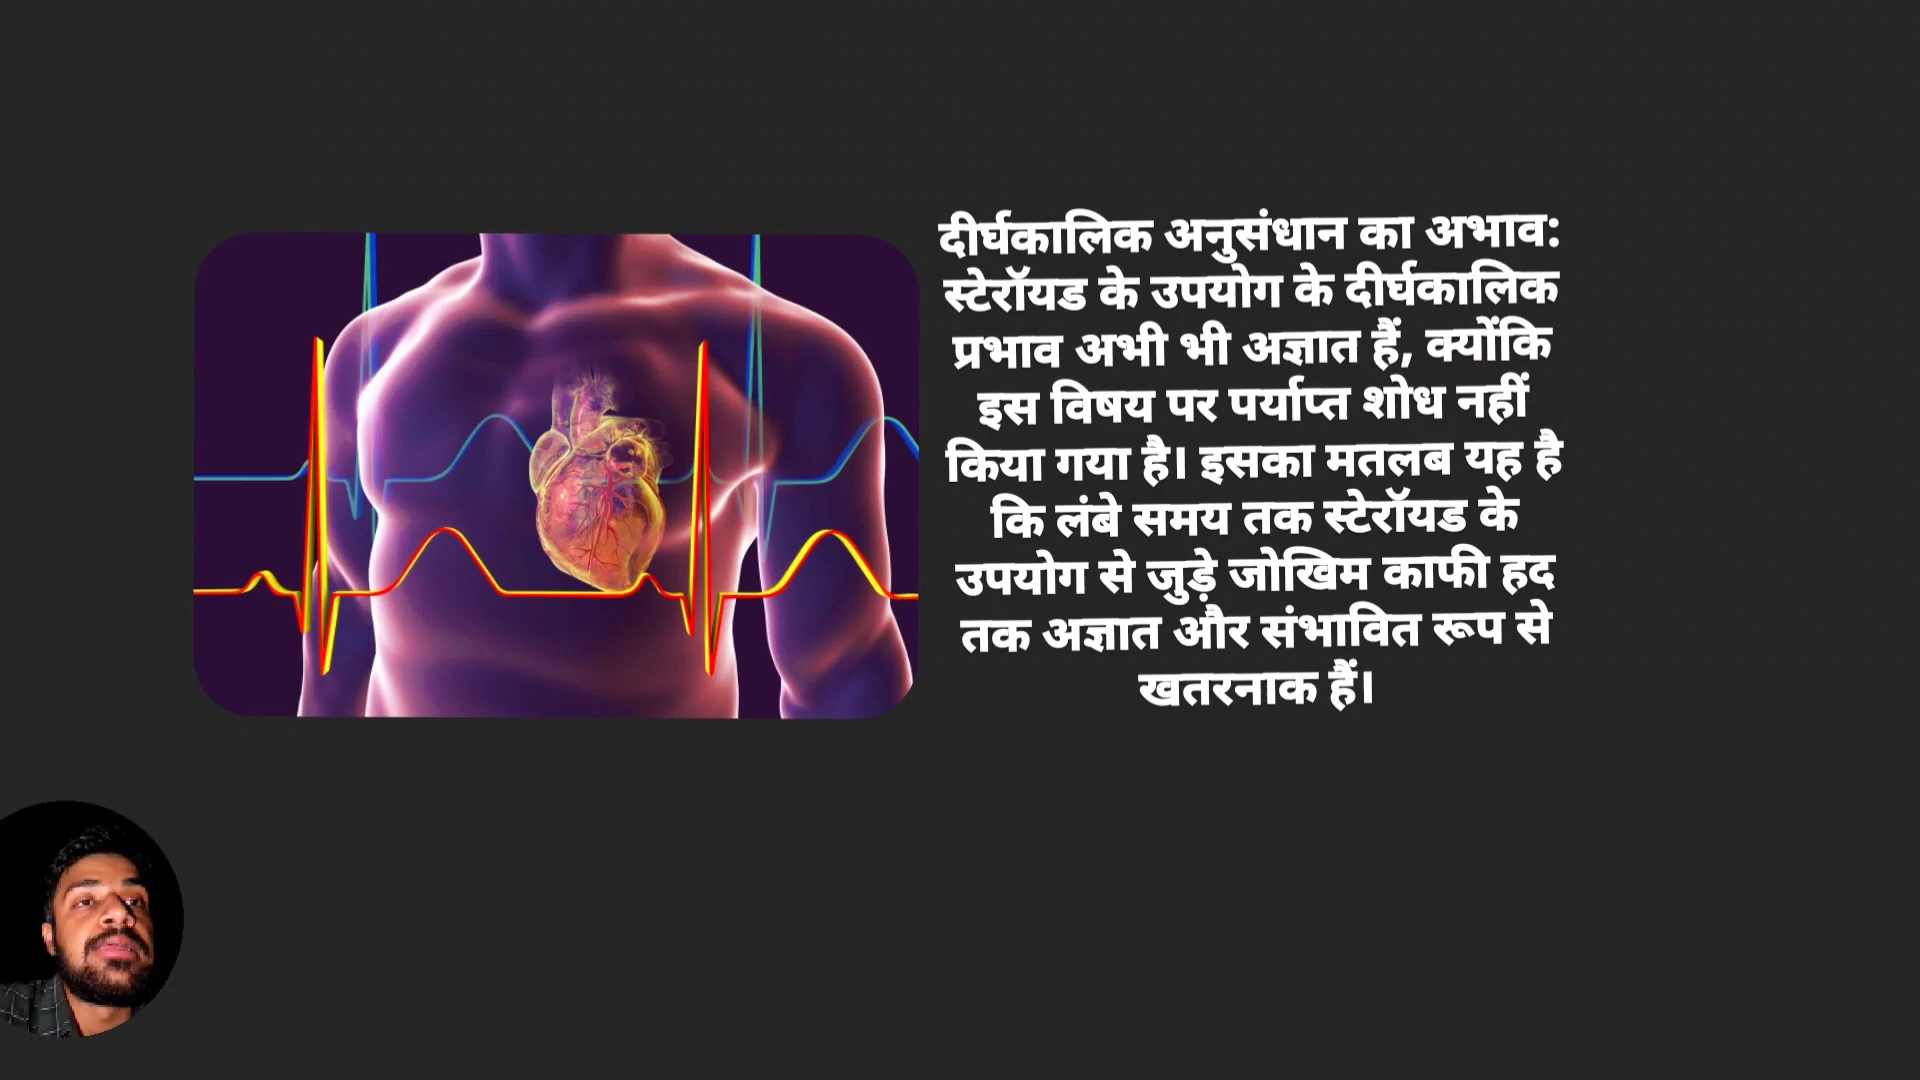 दीर्घकालिक अनुसंधान का अभाव:
स्टेरॉयड के उपयोग के दीर्घकालिक
प्रभाव अभी भी अज्ञात हैं, क्योंकि
इस विषय पर पर्याप्त शोध नहीं
किया गया है। इसका मतलब यह है
कि लंबे समय तक स्टेरॉयड के
उपयोग से जुड़े जोखिम काफी हद
तक अज्ञात और संभावित रूप से
खतरनाक हैं।